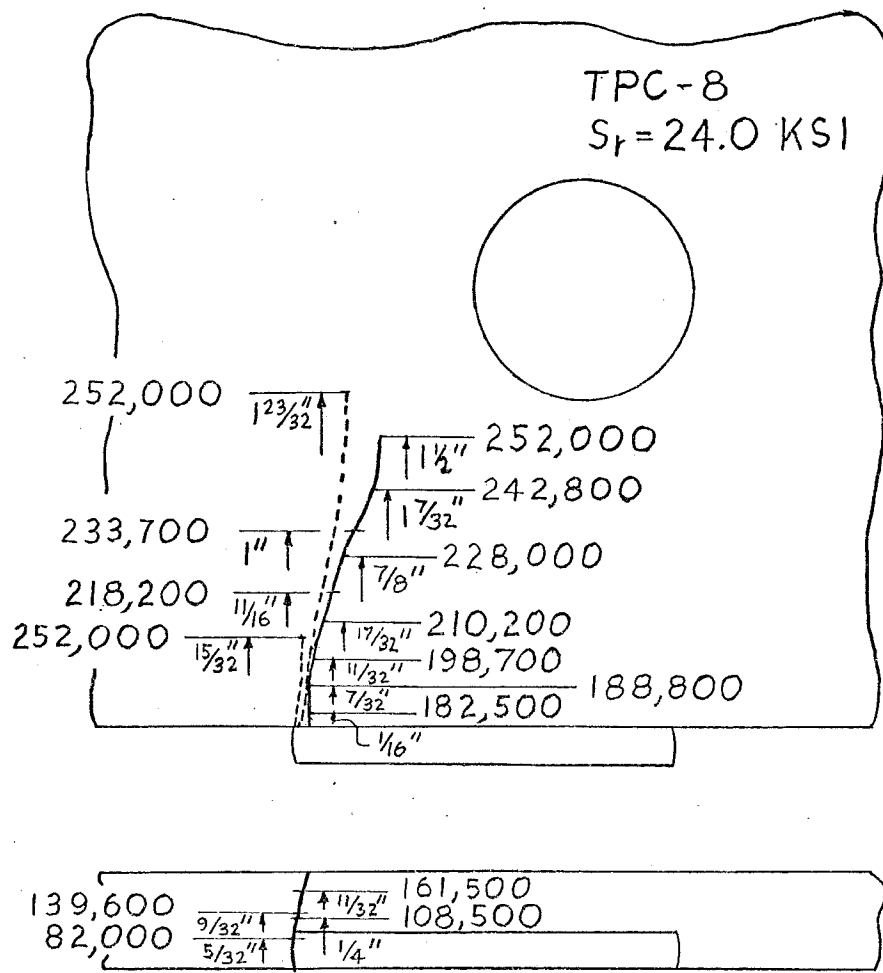 TPC-8
Sr = 24.0 KSI
252,000 1 23/32"
1 1/2" 252,000
1 7/32" 242,800
233,700 1"
7/8" 228,000
218,200 11/16"
17/32" 210,200
252,000 15/32"
11/32" 198,700
7/32" 188,800
182,500
1/16"
11/32" 161,500
139,600 9/32"
108,500
82,000 5/32"
1/4"